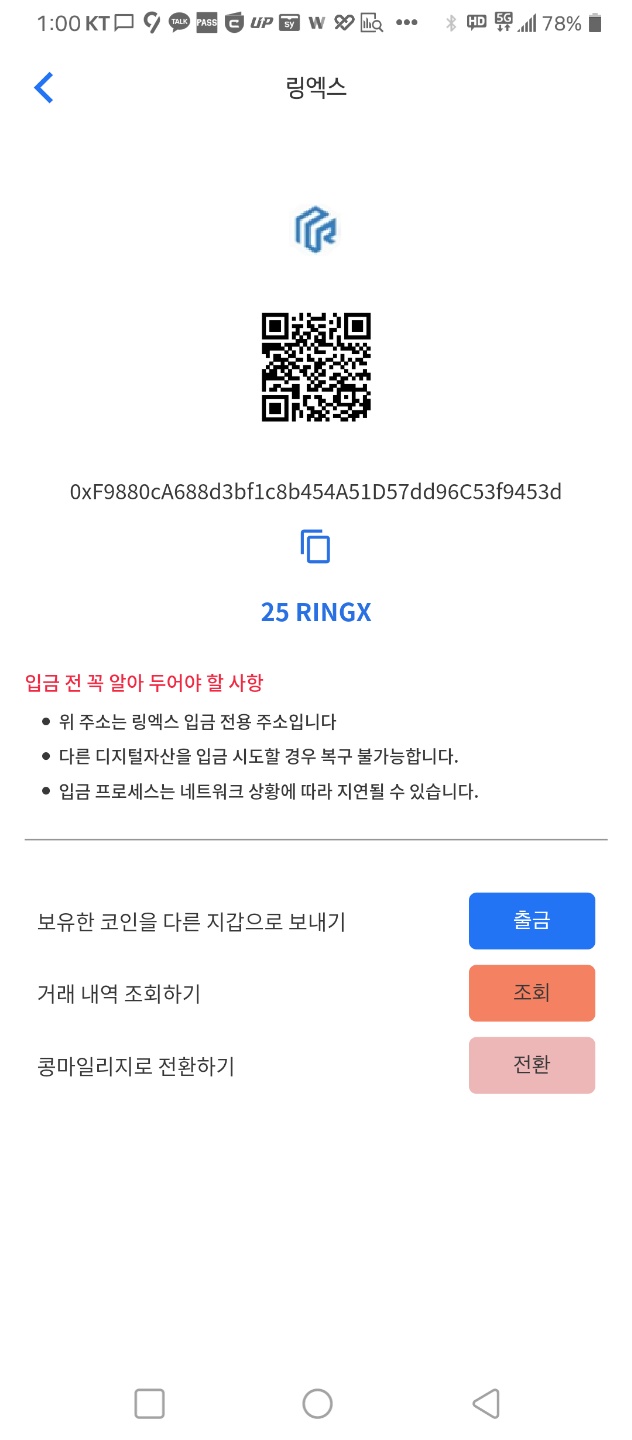 1:00 KT TALK PASS UP sy W ••• HD 5G 78%
링엑스
0xF9880cA688d3bf1c8b454A51D57dd96C53f9453d
25 RINGX
입금 전 꼭 알아 두어야 할 사항
• 위 주소는 링엑스 입금 전용 주소입니다
• 다른 디지털자산을 입금 시도할 경우 복구 불가능합니다.
• 입금 프로세스는 네트워크 상황에 따라 지연될 수 있습니다.
보유한 코인을 다른 지갑으로 보내기 출금
거래 내역 조회하기 조회
콩마일리지로 전환하기 전환